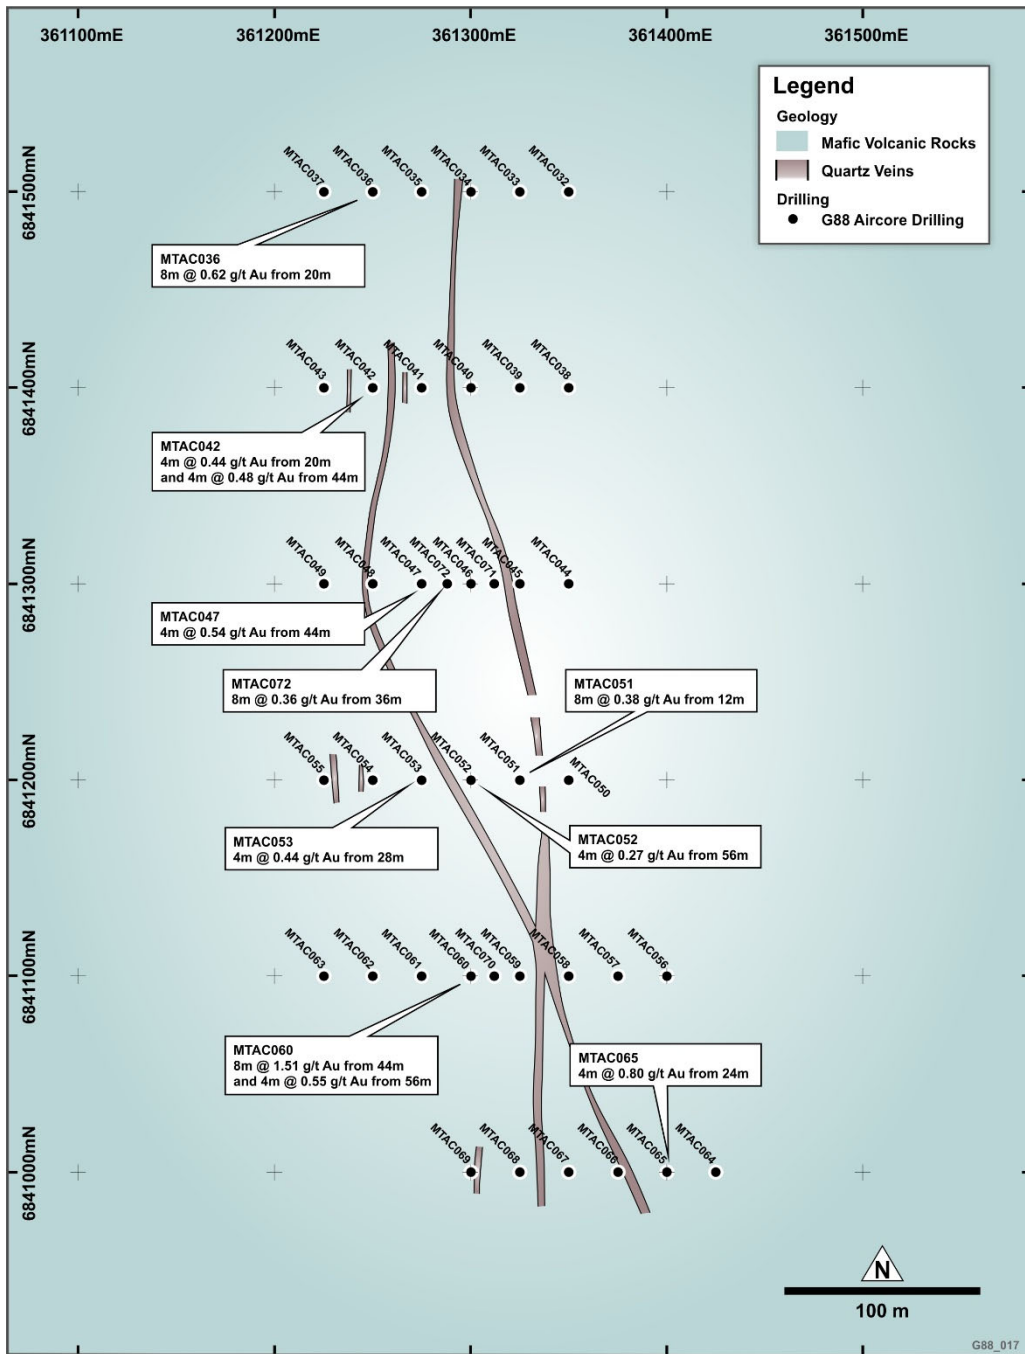 361100mE 361200mE 361300mE 361400mE 361500mE
Legend
Geology
Mafic Volcanic Rocks
Quartz Veins
Drilling
G88 Aircore Drilling
6841500mN
MTAC037 MTAC036 MTAC035 MTAC034 MTAC033 MTAC032
MTAC036
8m @ 0.62 g/t Au from 20m
6841400mN
MTAC043 MTAC042 MTAC041 MTAC040 MTAC039 MTAC038
MTAC042
4m @ 0.44 g/t Au from 20m
and 4m @ 0.48 g/t Au from 44m
6841300mN
MTAC049 MTAC048 MTAC047 MTAC072 MTAC046 MTAC071 MTAC045 MTAC044
MTAC047
4m @ 0.54 g/t Au from 44m
MTAC072
8m @ 0.36 g/t Au from 36m
MTAC051
8m @ 0.38 g/t Au from 12m
6841200mN
MTAC055 MTAC054 MTAC053 MTAC052 MTAC051 MTAC050
MTAC053
4m @ 0.44 g/t Au from 28m
MTAC052
4m @ 0.27 g/t Au from 56m
6841100mN
MTAC063 MTAC062 MTAC061 MTAC060 MTAC070 MTAC059 MTAC058 MTAC057 MTAC056
MTAC060
8m @ 1.51 g/t Au from 44m
and 4m @ 0.55 g/t Au from 56m
MTAC065
4m @ 0.80 g/t Au from 24m
6841000mN
MTAC069 MTAC068 MTAC067 MTAC066 MTAC065 MTAC064
N
100 m
G88_017